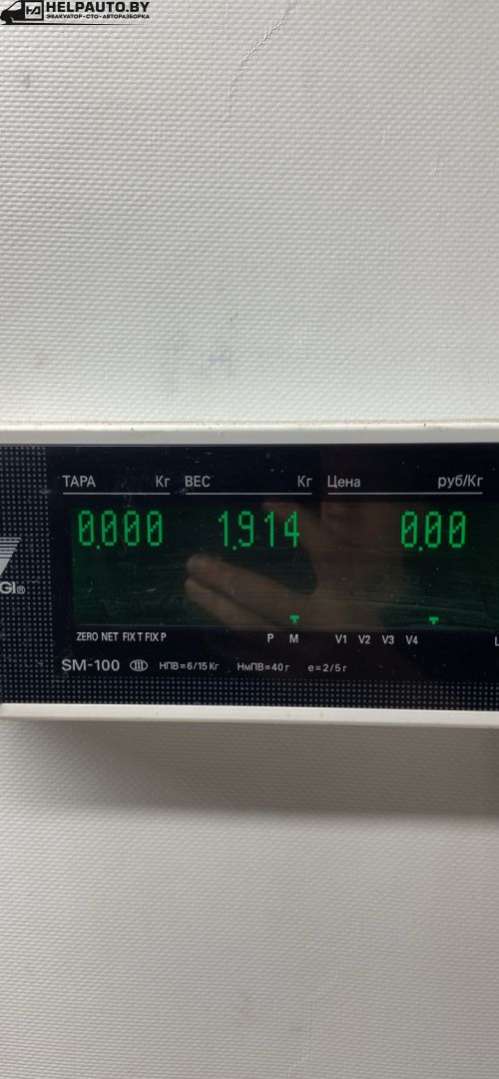 HELPAUTO.BY
ЭВАКУАТОР-СТО-АВТОРАЗБОРКА
ТАРА Кг ВЕС Кг Цена руб/Кг
0.000 1.914 0.00
GI®
ZERO NET FIX T FIX P P M V1 V2 V3 V4
SM-100 НПВ=6/15 Кг НмПВ=40 г e=2/5 г